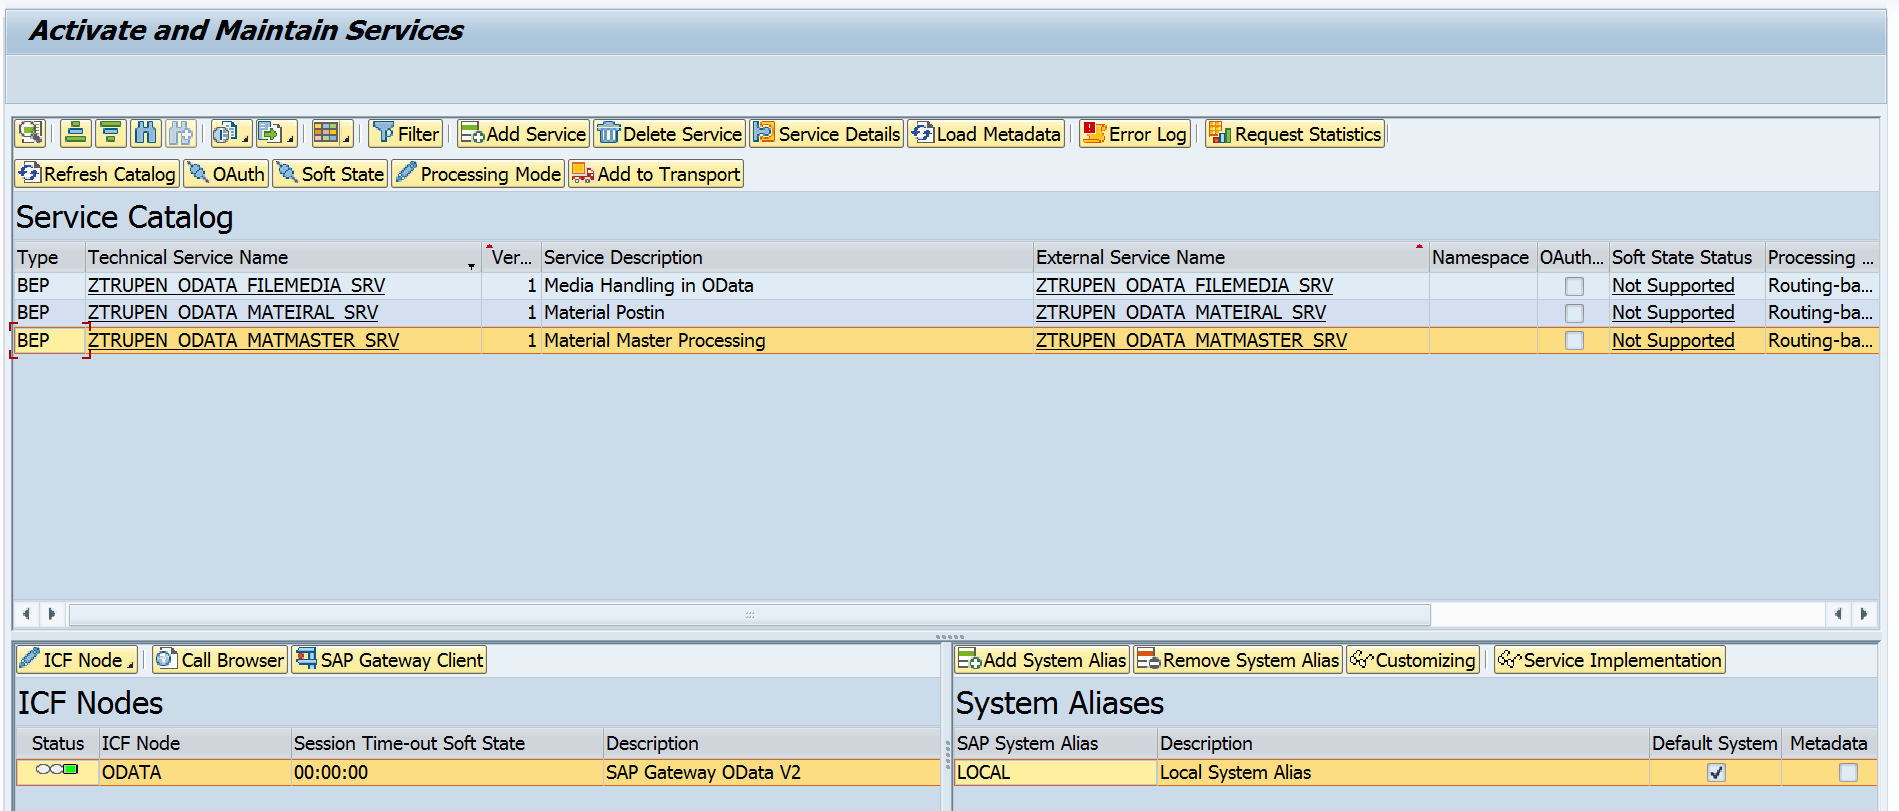 Activate and Maintain Services
Filter Add Service Delete Service Service Details Load Metadata Error Log Request Statistics
Refresh Catalog OAuth Soft State Processing Mode Add to Transport
Service Catalog
Type Technical Service Name Ver... Service Description External Service Name Namespace OAuth... Soft State Status Processing ...
BEP ZTRUPEN_ODATA_FILEMEDIA_SRV 1 Media Handling in OData ZTRUPEN_ODATA_FILEMEDIA_SRV Not Supported Routing-ba...
BEP ZTRUPEN_ODATA_MATEIRAL_SRV 1 Material Postin ZTRUPEN_ODATA_MATEIRAL_SRV Not Supported Routing-ba...
BEP ZTRUPEN_ODATA_MATMASTER_SRV 1 Material Master Processing ZTRUPEN_ODATA_MATMASTER_SRV Not Supported Routing-ba...
ICF Node Call Browser SAP Gateway Client
ICF Nodes
Status ICF Node Session Time-out Soft State Description
ODATA 00:00:00 SAP Gateway OData V2
Add System Alias Remove System Alias Customizing Service Implementation
System Aliases
SAP System Alias Description Default System Metadata
LOCAL Local System Alias